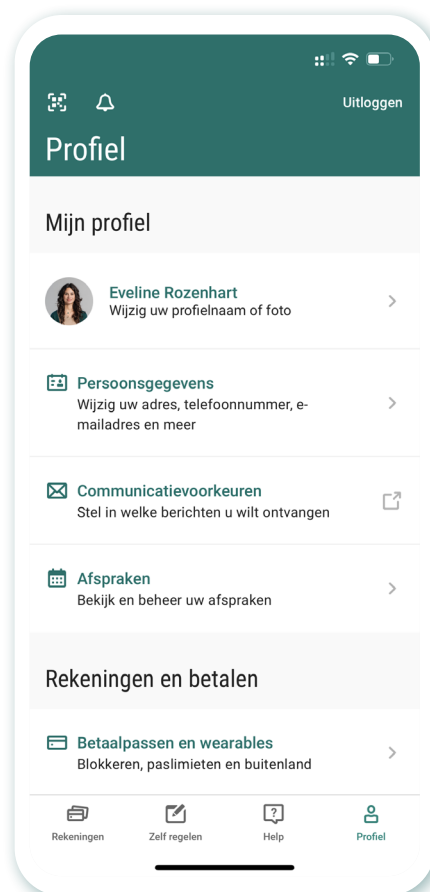 Uitloggen
Profiel
Mijn profiel
Eveline Rozenhart
Wijzig uw profielnaam of foto
Persoonsgegevens
Wijzig uw adres, telefoonnummer, e-
mailadres en meer
Communicatievoorkeuren
Stel in welke berichten u wilt ontvangen
Afspraken
Bekijk en beheer uw afspraken
Rekeningen en betalen
Betaalpassen en wearables
Blokkeren, paslimieten en buitenland
Rekeningen
Zelf regelen
Help
Profiel